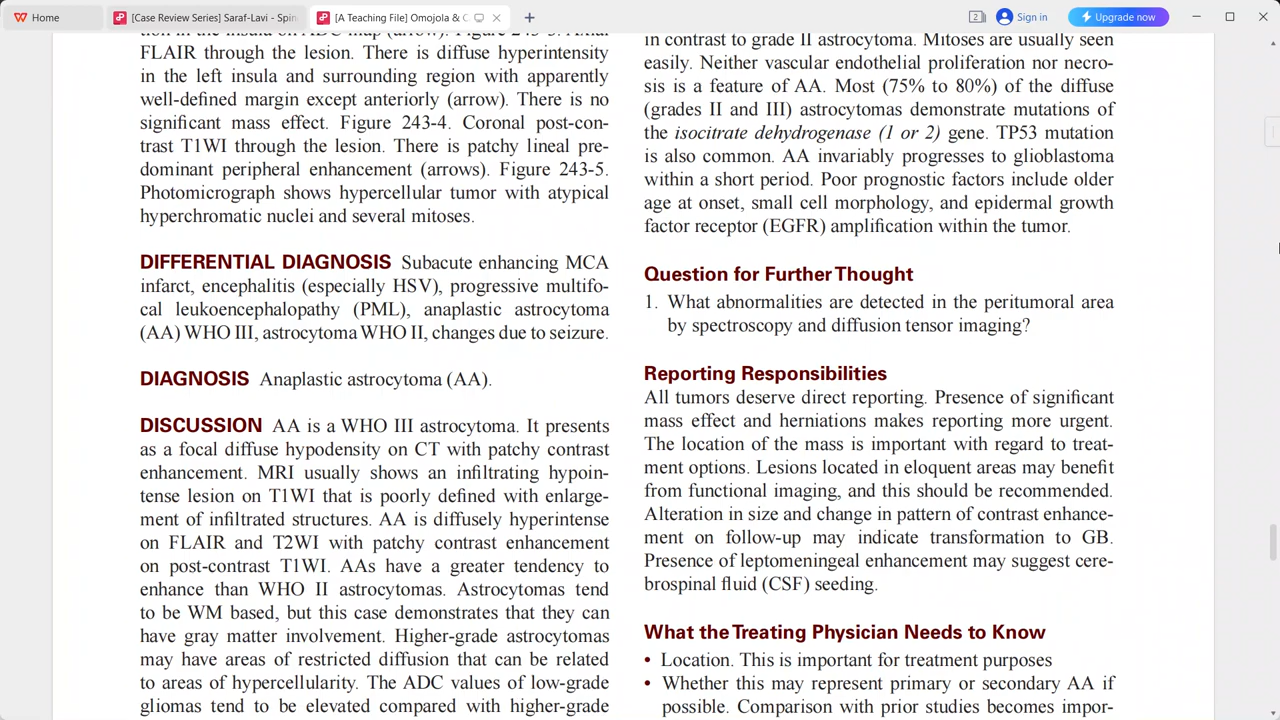 Home
[Case Review Series] Saraf-Lavi - Spin
[A Teaching File] Omojola & C
2
Sign in
Upgrade now
FLAIR through the lesion. There is diffuse hyperintensity
in the left insula and surrounding region with apparently
well-defined margin except anteriorly (arrow). There is no
significant mass effect. Figure 243-4. Coronal post-con-
trast T1WI through the lesion. There is patchy lineal pre-
dominant peripheral enhancement (arrows). Figure 243-5.
Photomicrograph shows hypercellular tumor with atypical
hyperchromatic nuclei and several mitoses.
DIFFERENTIAL DIAGNOSIS Subacute enhancing MCA
infarct, encephalitis (especially HSV), progressive multifo-
cal leukoencephalopathy (PML), anaplastic astrocytoma
(AA) WHO III, astrocytoma WHO II, changes due to seizure.
DIAGNOSIS Anaplastic astrocytoma (AA).
DISCUSSION AA is a WHO III astrocytoma. It presents
as a focal diffuse hypodensity on CT with patchy contrast
enhancement. MRI usually shows an infiltrating hypoin-
tense lesion on T1WI that is poorly defined with enlarge-
ment of infiltrated structures. AA is diffusely hyperintense
on FLAIR and T2WI with patchy contrast enhancement
on post-contrast T1WI. AAs have a greater tendency to
enhance than WHO II astrocytomas. Astrocytomas tend
to be WM based, but this case demonstrates that they can
have gray matter involvement. Higher-grade astrocytomas
may have areas of restricted diffusion that can be related
to areas of hypercellularity. The ADC values of low-grade
gliomas tend to be elevated compared with higher-grade
in contrast to grade II astrocytoma. Mitoses are usually seen
easily. Neither vascular endothelial proliferation nor necro-
sis is a feature of AA. Most (75% to 80%) of the diffuse
(grades II and III) astrocytomas demonstrate mutations of
the isocitrate dehydrogenase (1 or 2) gene. TP53 mutation
is also common. AA invariably progresses to glioblastoma
within a short period. Poor prognostic factors include older
age at onset, small cell morphology, and epidermal growth
factor receptor (EGFR) amplification within the tumor.
Question for Further Thought
1. What abnormalities are detected in the peritumoral area
by spectroscopy and diffusion tensor imaging?
Reporting Responsibilities
All tumors deserve direct reporting. Presence of significant
mass effect and herniations makes reporting more urgent.
The location of the mass is important with regard to treat-
ment options. Lesions located in eloquent areas may benefit
from functional imaging, and this should be recommended.
Alteration in size and change in pattern of contrast enhance-
ment on follow-up may indicate transformation to GB.
Presence of leptomeningeal enhancement may suggest cere-
brospinal fluid (CSF) seeding.
What the Treating Physician Needs to Know
• Location. This is important for treatment purposes
• Whether this may represent primary or secondary AA if
possible. Comparison with prior studies becomes impor-